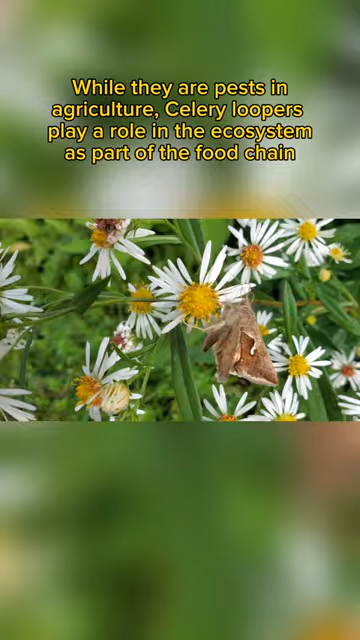 While they are pests in
agriculture, Celery loopers
play a role in the ecosystem
as part of the food chain